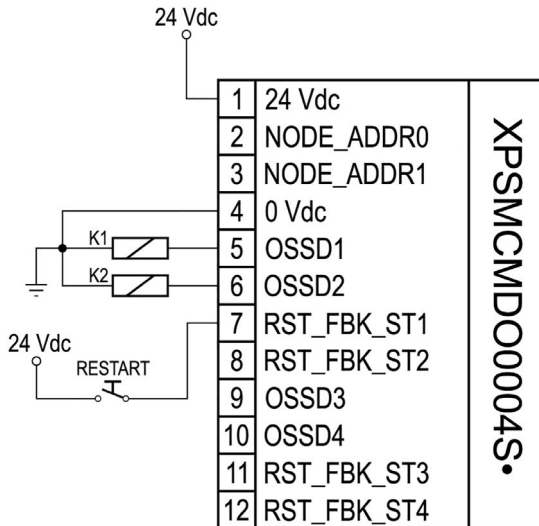 24 Vdc
1 24 Vdc
2 NODE_ADDR0
3 NODE_ADDR1
4 0 Vdc
K1
5 OSSD1
K2
6 OSSD2
7 RST_FBK_ST1
24 Vdc
RESTART
8 RST_FBK_ST2
9 OSSD3
10 OSSD4
11 RST_FBK_ST3
12 RST_FBK_ST4
XPSMCMDO0004S•